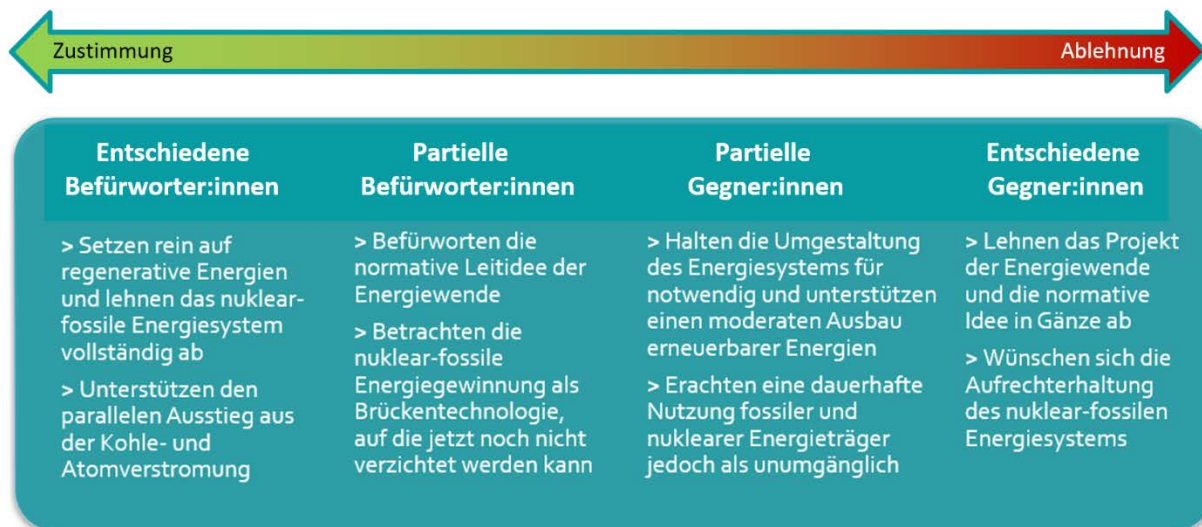 Zustimmung
Ablehnung
Entschiedene
Befürworter:innen
> Setzen rein auf
regenerative Energien
und lehnen das nuklear-
fossile Energiesystem
vollständig ab
> Unterstützen den
parallelen Ausstieg aus
der Kohle- und
Atomverstromung
Partielle
Befürworter:innen
> Befürworten die
normative Leitidee der
Energiewende
> Betrachten die
nuklear-fossile
Energiegewinnung als
Brückentechnologie,
auf die jetzt noch nicht
verzichtet werden kann
Partielle
Gegner:innen
> Halten die Umgestaltung
des Energiesystems für
notwendig und unterstützen
einen moderaten Ausbau
erneuerbarer Energien
> Erachten eine dauerhafte
Nutzung fossiler und
nuklearer Energieträger
jedoch als unumgänglich
Entschiedene
Gegner:innen
> Lehnen das Projekt
der Energiewende
und die normative
Idee in Gänze ab
> Wünschen sich die
Aufrechterhaltung
des nuklear-fossilen
Energiesystems